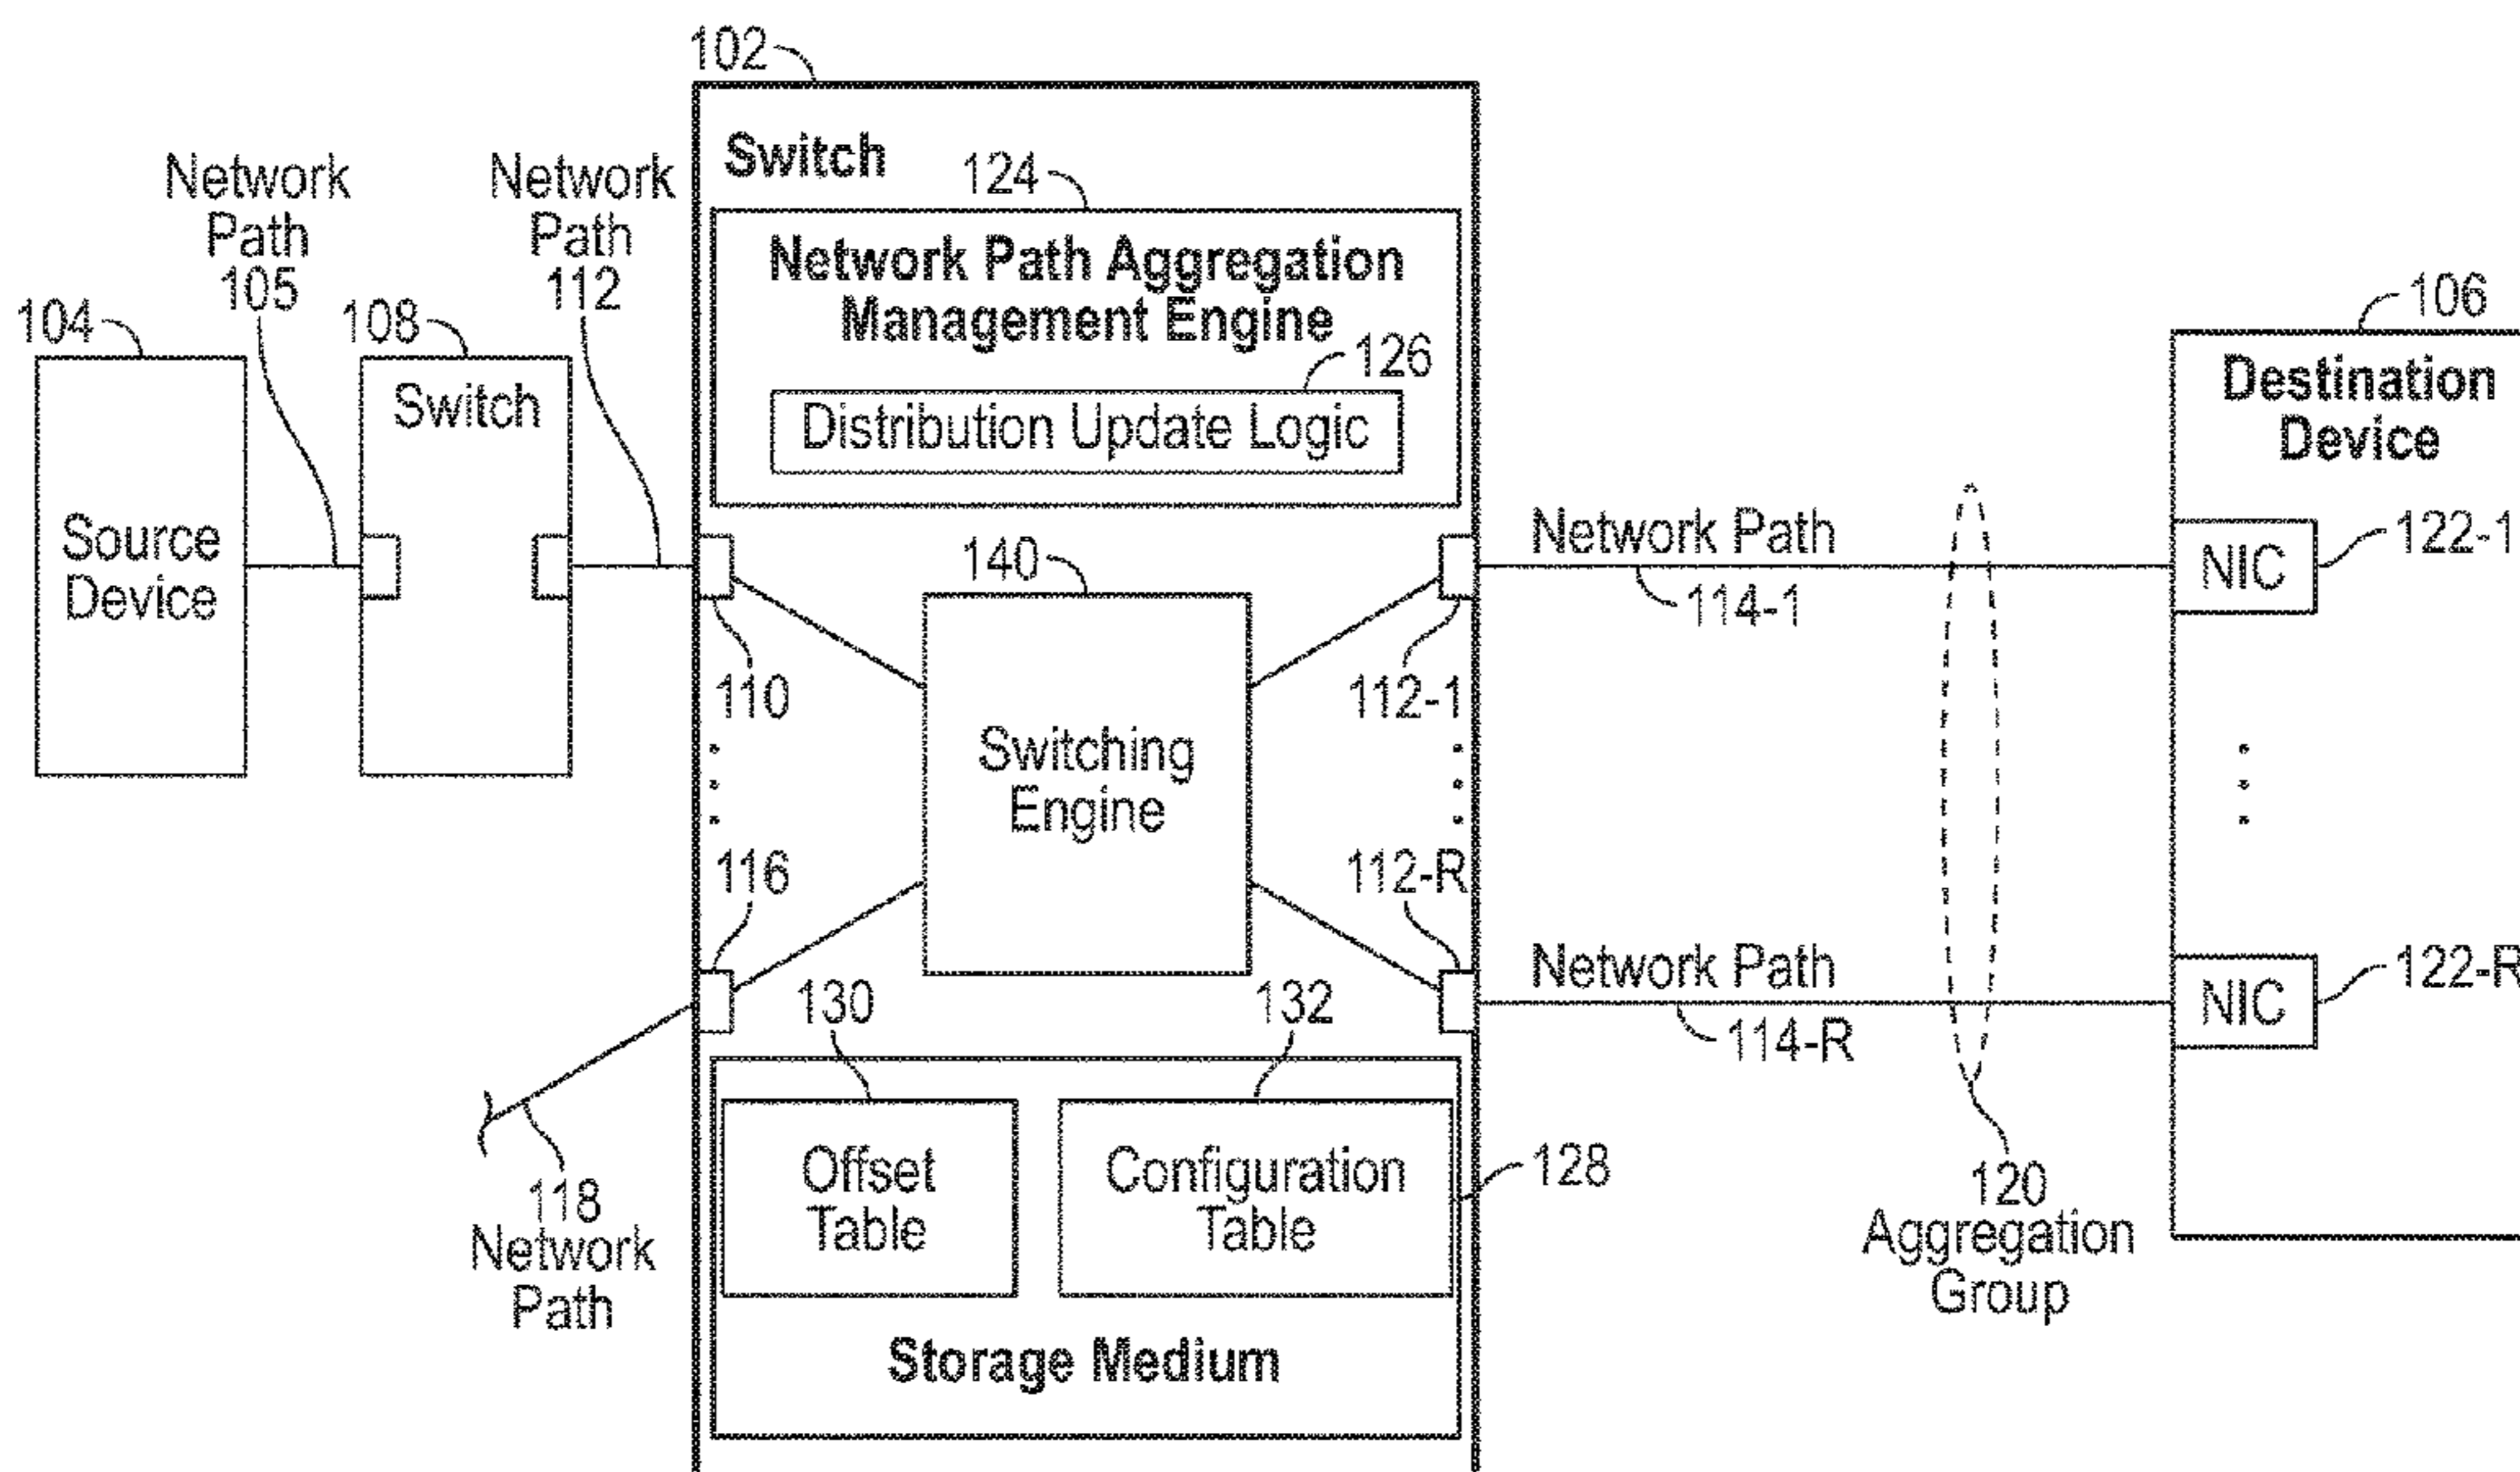 102
Switch
124
Network Path Aggregation
Management Engine
126
Distribution Update Logic
Network
Path
105
Network
Path
112
104
108
Switch
Source
Device
106
Destination
Device
NIC
122-1
Network Path
114-1
140
Switching
Engine
110
112-1
116
112-R
Network Path
114-R
NIC
122-R
130
132
Offset
Table
Configuration
Table
128
Storage Medium
118
Network
Path
120
Aggregation
Group